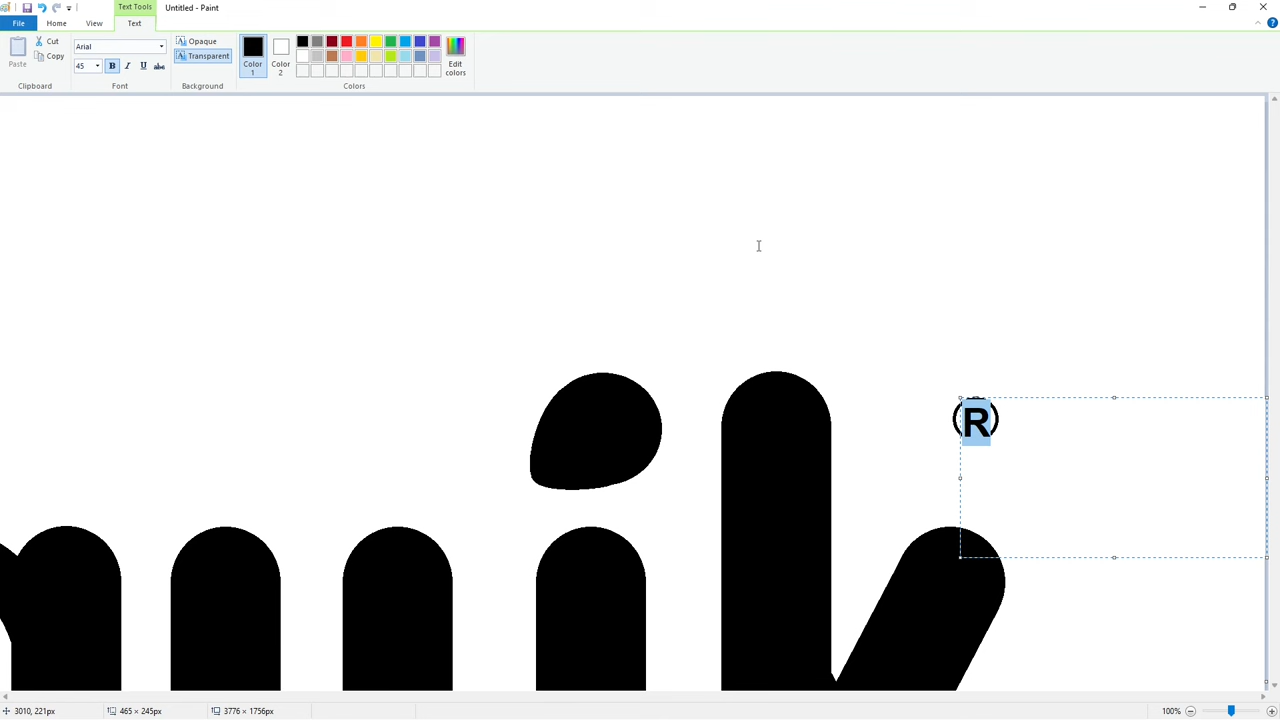 Text Tools
Untitled - Paint
File
Home
View
Text
Paste
Cut
Copy
Clipboard
Arial
45
B
I
U
abc
Font
Opaque
Transparent
Background
Color
1
Color
2
Edit
colors
Colors
R
mik
3010, 221px
465 × 245px
3776 × 1756px
100%